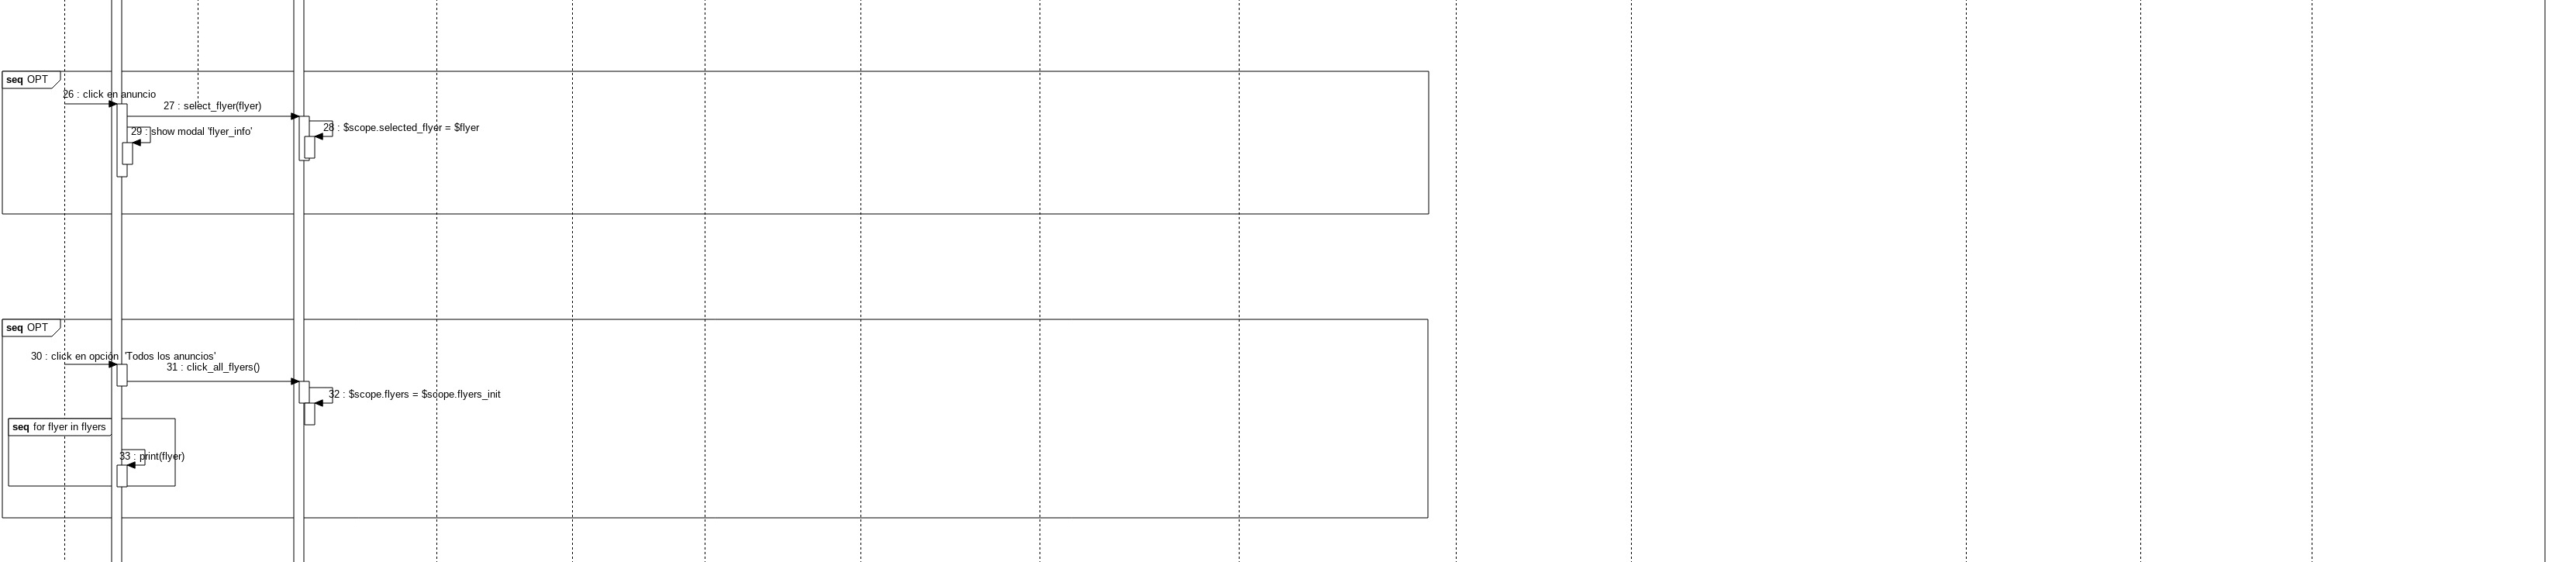 seq OPT
26 : click en anuncio
27 : select_flyer(flyer)
28 : $scope.selected_flyer = $flyer
29 : show modal 'flyer_info'
seq OPT
30 : click en opción 'Todos los anuncios'
31 : click_all_flyers()
32 : $scope.flyers = $scope.flyers_init
seq for flyer in flyers
33 : print(flyer)